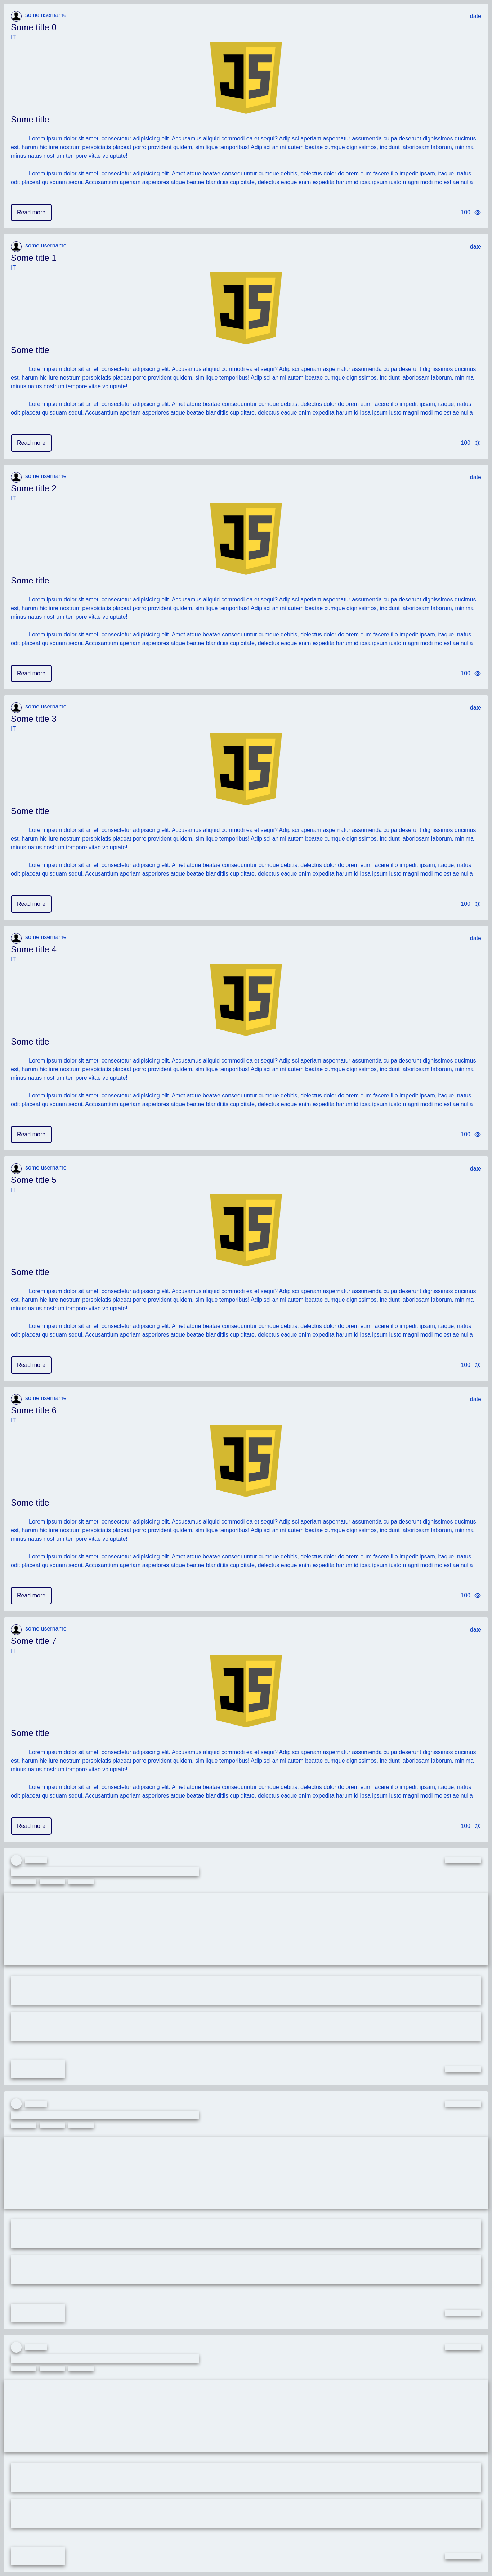 some username
date
Some title 0
IT
JS
Some title
Lorem ipsum dolor sit amet, consectetur adipisicing elit. Accusamus aliquid commodi ea et sequi? Adipisci aperiam aspernatur assumenda culpa deserunt dignissimos ducimus
est, harum hic iure nostrum perspiciatis placeat porro provident quidem, similique temporibus! Adipisci animi autem beatae cumque dignissimos, incidunt laboriosam laborum, minima
minus natus nostrum tempore vitae voluptate!
Lorem ipsum dolor sit amet, consectetur adipisicing elit. Amet atque beatae consequuntur cumque debitis, delectus dolor dolorem eum facere illo impedit ipsam, itaque, natus
odit placeat quisquam sequi. Accusantium aperiam asperiores atque beatae blanditiis cupiditate, delectus eaque enim expedita harum id ipsa ipsum iusto magni modi molestiae nulla
Read more
100
some username
date
Some title 1
IT
JS
Some title
Lorem ipsum dolor sit amet, consectetur adipisicing elit. Accusamus aliquid commodi ea et sequi? Adipisci aperiam aspernatur assumenda culpa deserunt dignissimos ducimus
est, harum hic iure nostrum perspiciatis placeat porro provident quidem, similique temporibus! Adipisci animi autem beatae cumque dignissimos, incidunt laboriosam laborum, minima
minus natus nostrum tempore vitae voluptate!
Lorem ipsum dolor sit amet, consectetur adipisicing elit. Amet atque beatae consequuntur cumque debitis, delectus dolor dolorem eum facere illo impedit ipsam, itaque, natus
odit placeat quisquam sequi. Accusantium aperiam asperiores atque beatae blanditiis cupiditate, delectus eaque enim expedita harum id ipsa ipsum iusto magni modi molestiae nulla
Read more
100
some username
date
Some title 2
IT
JS
Some title
Lorem ipsum dolor sit amet, consectetur adipisicing elit. Accusamus aliquid commodi ea et sequi? Adipisci aperiam aspernatur assumenda culpa deserunt dignissimos ducimus
est, harum hic iure nostrum perspiciatis placeat porro provident quidem, similique temporibus! Adipisci animi autem beatae cumque dignissimos, incidunt laboriosam laborum, minima
minus natus nostrum tempore vitae voluptate!
Lorem ipsum dolor sit amet, consectetur adipisicing elit. Amet atque beatae consequuntur cumque debitis, delectus dolor dolorem eum facere illo impedit ipsam, itaque, natus
odit placeat quisquam sequi. Accusantium aperiam asperiores atque beatae blanditiis cupiditate, delectus eaque enim expedita harum id ipsa ipsum iusto magni modi molestiae nulla
Read more
100
some username
date
Some title 3
IT
JS
Some title
Lorem ipsum dolor sit amet, consectetur adipisicing elit. Accusamus aliquid commodi ea et sequi? Adipisci aperiam aspernatur assumenda culpa deserunt dignissimos ducimus
est, harum hic iure nostrum perspiciatis placeat porro provident quidem, similique temporibus! Adipisci animi autem beatae cumque dignissimos, incidunt laboriosam laborum, minima
minus natus nostrum tempore vitae voluptate!
Lorem ipsum dolor sit amet, consectetur adipisicing elit. Amet atque beatae consequuntur cumque debitis, delectus dolor dolorem eum facere illo impedit ipsam, itaque, natus
odit placeat quisquam sequi. Accusantium aperiam asperiores atque beatae blanditiis cupiditate, delectus eaque enim expedita harum id ipsa ipsum iusto magni modi molestiae nulla
Read more
100
some username
date
Some title 4
IT
JS
Some title
Lorem ipsum dolor sit amet, consectetur adipisicing elit. Accusamus aliquid commodi ea et sequi? Adipisci aperiam aspernatur assumenda culpa deserunt dignissimos ducimus
est, harum hic iure nostrum perspiciatis placeat porro provident quidem, similique temporibus! Adipisci animi autem beatae cumque dignissimos, incidunt laboriosam laborum, minima
minus natus nostrum tempore vitae voluptate!
Lorem ipsum dolor sit amet, consectetur adipisicing elit. Amet atque beatae consequuntur cumque debitis, delectus dolor dolorem eum facere illo impedit ipsam, itaque, natus
odit placeat quisquam sequi. Accusantium aperiam asperiores atque beatae blanditiis cupiditate, delectus eaque enim expedita harum id ipsa ipsum iusto magni modi molestiae nulla
Read more
100
some username
date
Some title 5
IT
JS
Some title
Lorem ipsum dolor sit amet, consectetur adipisicing elit. Accusamus aliquid commodi ea et sequi? Adipisci aperiam aspernatur assumenda culpa deserunt dignissimos ducimus
est, harum hic iure nostrum perspiciatis placeat porro provident quidem, similique temporibus! Adipisci animi autem beatae cumque dignissimos, incidunt laboriosam laborum, minima
minus natus nostrum tempore vitae voluptate!
Lorem ipsum dolor sit amet, consectetur adipisicing elit. Amet atque beatae consequuntur cumque debitis, delectus dolor dolorem eum facere illo impedit ipsam, itaque, natus
odit placeat quisquam sequi. Accusantium aperiam asperiores atque beatae blanditiis cupiditate, delectus eaque enim expedita harum id ipsa ipsum iusto magni modi molestiae nulla
Read more
100
some username
date
Some title 6
IT
JS
Some title
Lorem ipsum dolor sit amet, consectetur adipisicing elit. Accusamus aliquid commodi ea et sequi? Adipisci aperiam aspernatur assumenda culpa deserunt dignissimos ducimus
est, harum hic iure nostrum perspiciatis placeat porro provident quidem, similique temporibus! Adipisci animi autem beatae cumque dignissimos, incidunt laboriosam laborum, minima
minus natus nostrum tempore vitae voluptate!
Lorem ipsum dolor sit amet, consectetur adipisicing elit. Amet atque beatae consequuntur cumque debitis, delectus dolor dolorem eum facere illo impedit ipsam, itaque, natus
odit placeat quisquam sequi. Accusantium aperiam asperiores atque beatae blanditiis cupiditate, delectus eaque enim expedita harum id ipsa ipsum iusto magni modi molestiae nulla
Read more
100
some username
date
Some title 7
IT
JS
Some title
Lorem ipsum dolor sit amet, consectetur adipisicing elit. Accusamus aliquid commodi ea et sequi? Adipisci aperiam aspernatur assumenda culpa deserunt dignissimos ducimus
est, harum hic iure nostrum perspiciatis placeat porro provident quidem, similique temporibus! Adipisci animi autem beatae cumque dignissimos, incidunt laboriosam laborum, minima
minus natus nostrum tempore vitae voluptate!
Lorem ipsum dolor sit amet, consectetur adipisicing elit. Amet atque beatae consequuntur cumque debitis, delectus dolor dolorem eum facere illo impedit ipsam, itaque, natus
odit placeat quisquam sequi. Accusantium aperiam asperiores atque beatae blanditiis cupiditate, delectus eaque enim expedita harum id ipsa ipsum iusto magni modi molestiae nulla
Read more
100